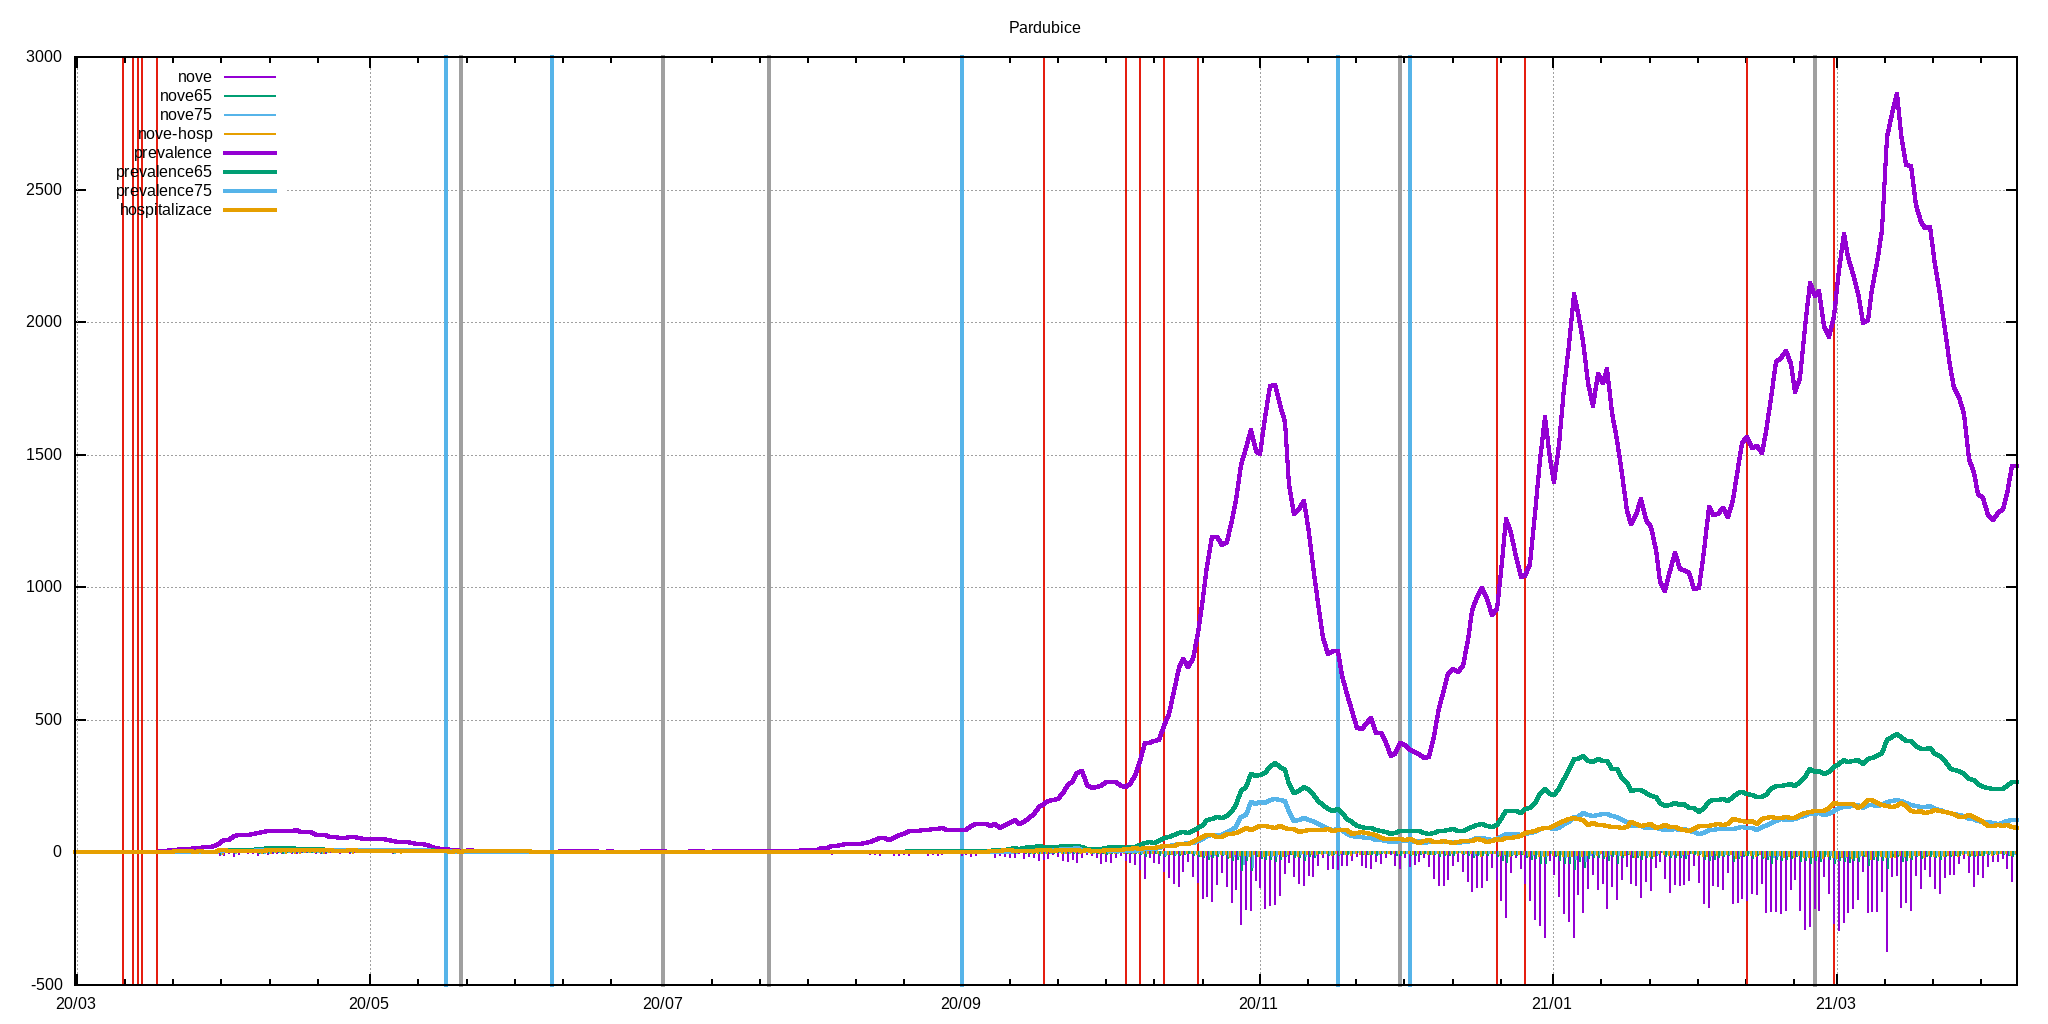 Pardubice
3000
2500
2000
1500
1000
500
0
-500
nove
nove65
nove75
nove-hosp
prevalence
prevalence65
prevalence75
hospitalizace
20/03 20/05 20/07 20/09 20/11 21/01 21/03